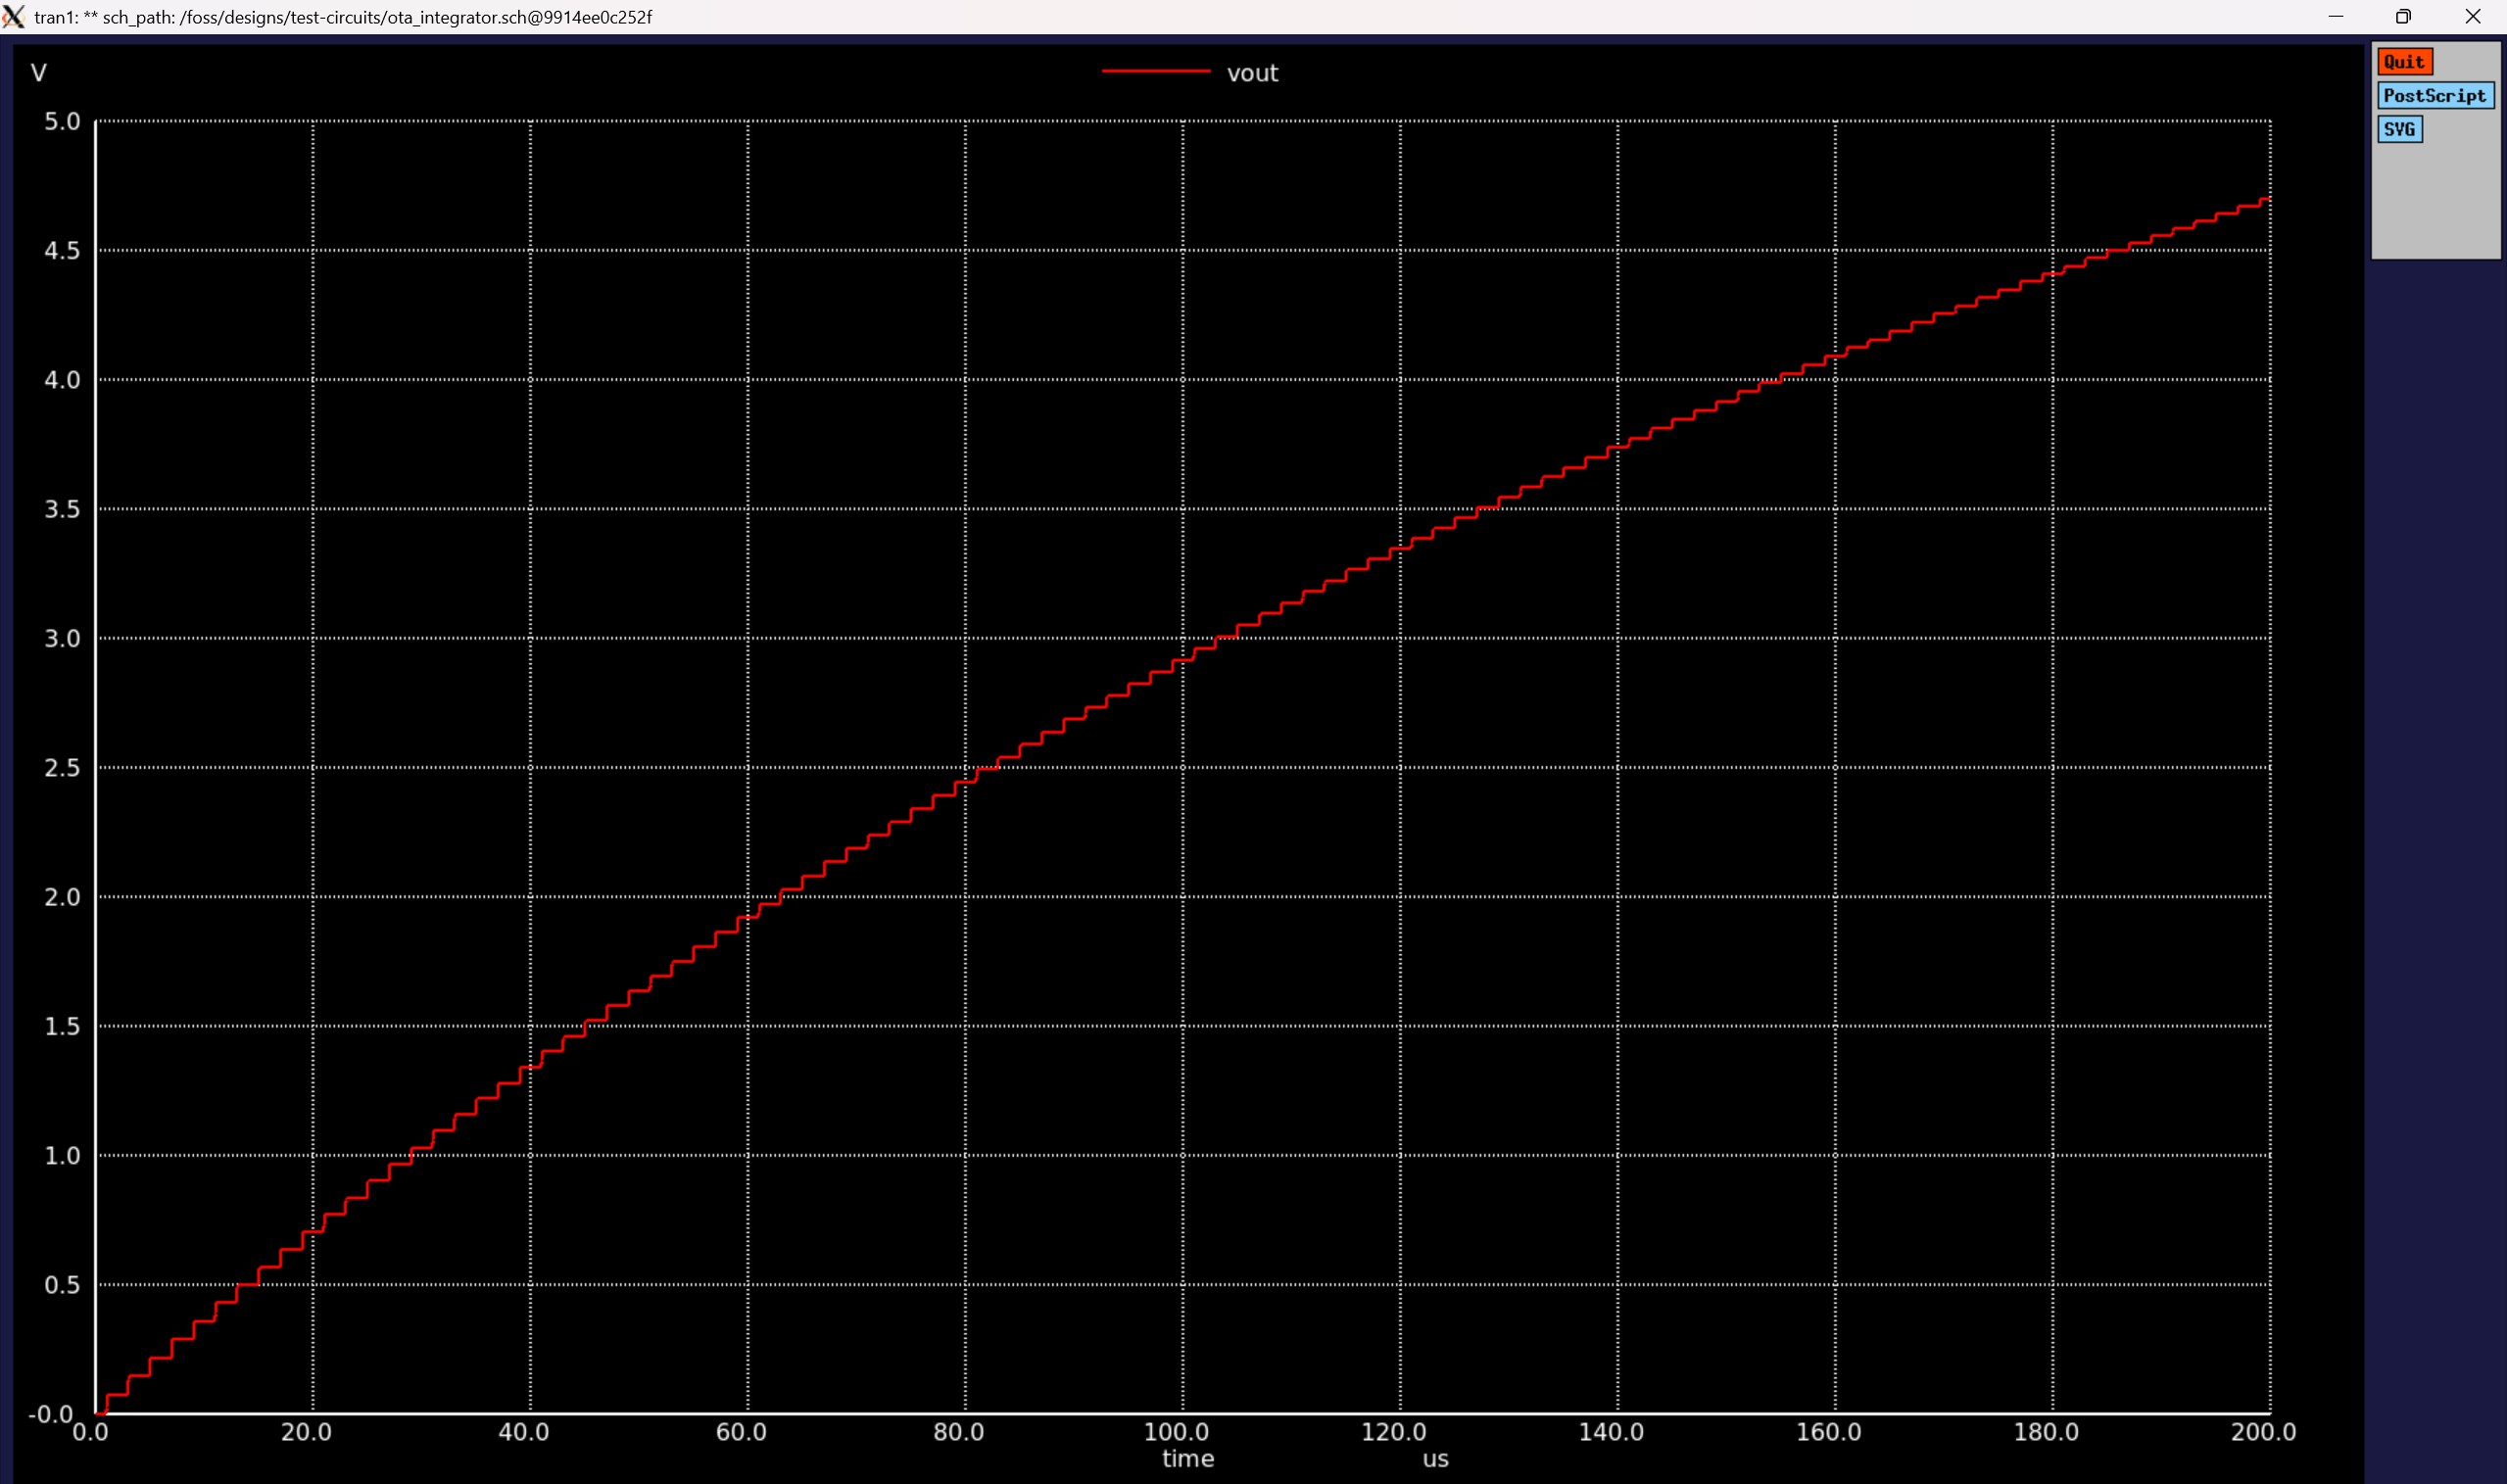 tran1: ** sch_path: /foss/designs/test-circuits/ota_integrator.sch@9914ee0c252f
Quit
PostScript
SVG
V
vout
5.0
4.5
4.0
3.5
3.0
2.5
2.0
1.5
1.0
0.5
-0.0
0.0 20.0 40.0 60.0 80.0 100.0 120.0 140.0 160.0 180.0 200.0
time us